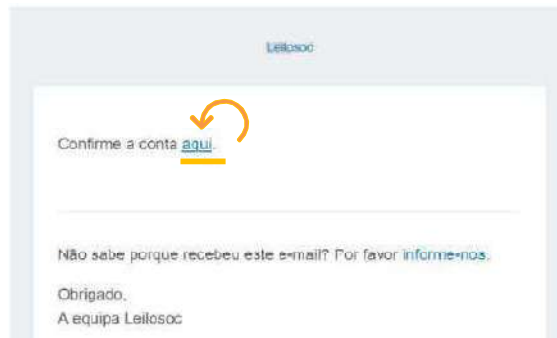 Leilosoc
Confirme a conta aqui.
Não sabe porque recebeu este e-mail? Por favor informe-nos.
Obrigado,
A equipa Leilosoc